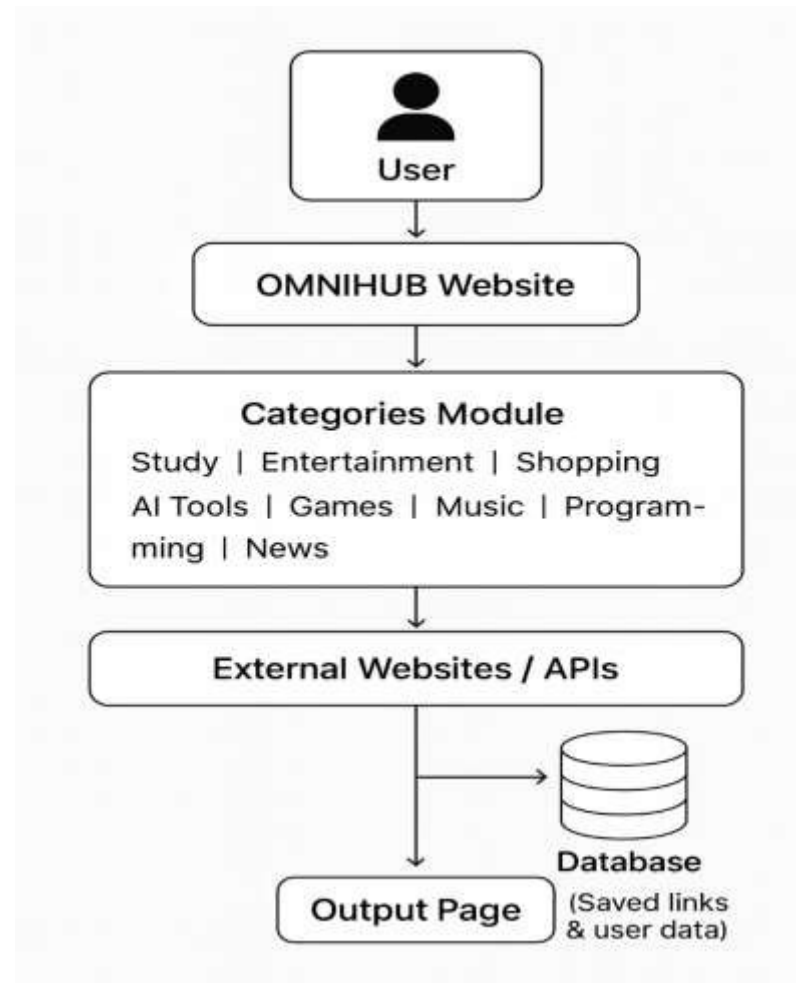 User
OMNIHUB Website
Categories Module
Study | Entertainment | Shopping
AI Tools | Games | Music | Program-
ming | News
External Websites / APIs
Database
(Saved links
& user data)
Output Page